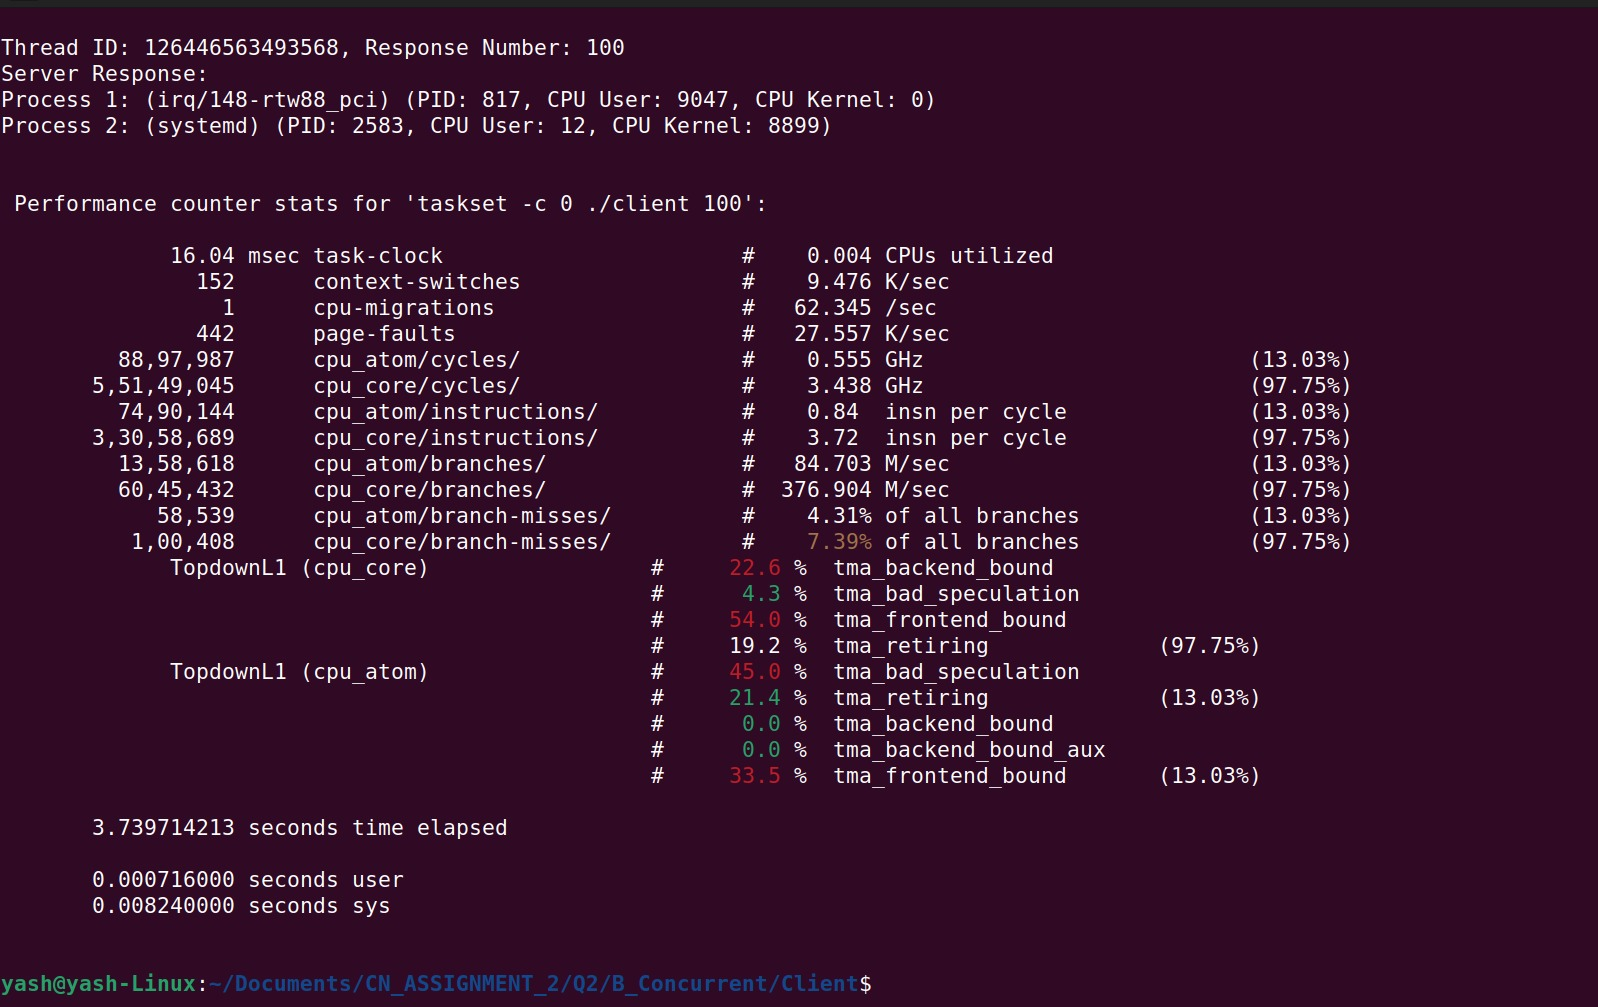 Thread ID: 126446563493568, Response Number: 100
Server Response:
Process 1: (irq/148-rtw88_pci) (PID: 817, CPU User: 9047, CPU Kernel: 0)
Process 2: (systemd) (PID: 2583, CPU User: 12, CPU Kernel: 8899)
Performance counter stats for 'taskset -c 0 ./client 100':
16.04 msec task-clock # 0.004 CPUs utilized
152 context-switches # 9.476 K/sec
1 cpu-migrations # 62.345 /sec
442 page-faults # 27.557 K/sec
88,97,987 cpu_atom/cycles/ # 0.555 GHz (13.03%)
5,51,49,045 cpu_core/cycles/ # 3.438 GHz (97.75%)
74,90,144 cpu_atom/instructions/ # 0.84 insn per cycle (13.03%)
3,30,58,689 cpu_core/instructions/ # 3.72 insn per cycle (97.75%)
13,58,618 cpu_atom/branches/ # 84.703 M/sec (13.03%)
60,45,432 cpu_core/branches/ # 376.904 M/sec (97.75%)
58,539 cpu_atom/branch-misses/ # 4.31% of all branches (13.03%)
1,00,408 cpu_core/branch-misses/ # 7.39% of all branches (97.75%)
TopdownL1 (cpu_core) # 22.6 % tma_backend_bound
# 4.3 % tma_bad_speculation
# 54.0 % tma_frontend_bound
# 19.2 % tma_retiring (97.75%)
TopdownL1 (cpu_atom) # 45.0 % tma_bad_speculation
# 21.4 % tma_retiring (13.03%)
# 0.0 % tma_backend_bound
# 0.0 % tma_backend_bound_aux
# 33.5 % tma_frontend_bound (13.03%)
3.739714213 seconds time elapsed
0.000716000 seconds user
0.008240000 seconds sys
yash@yash-Linux:~/Documents/CN_ASSIGNMENT_2/Q2/B_Concurrent/Client$